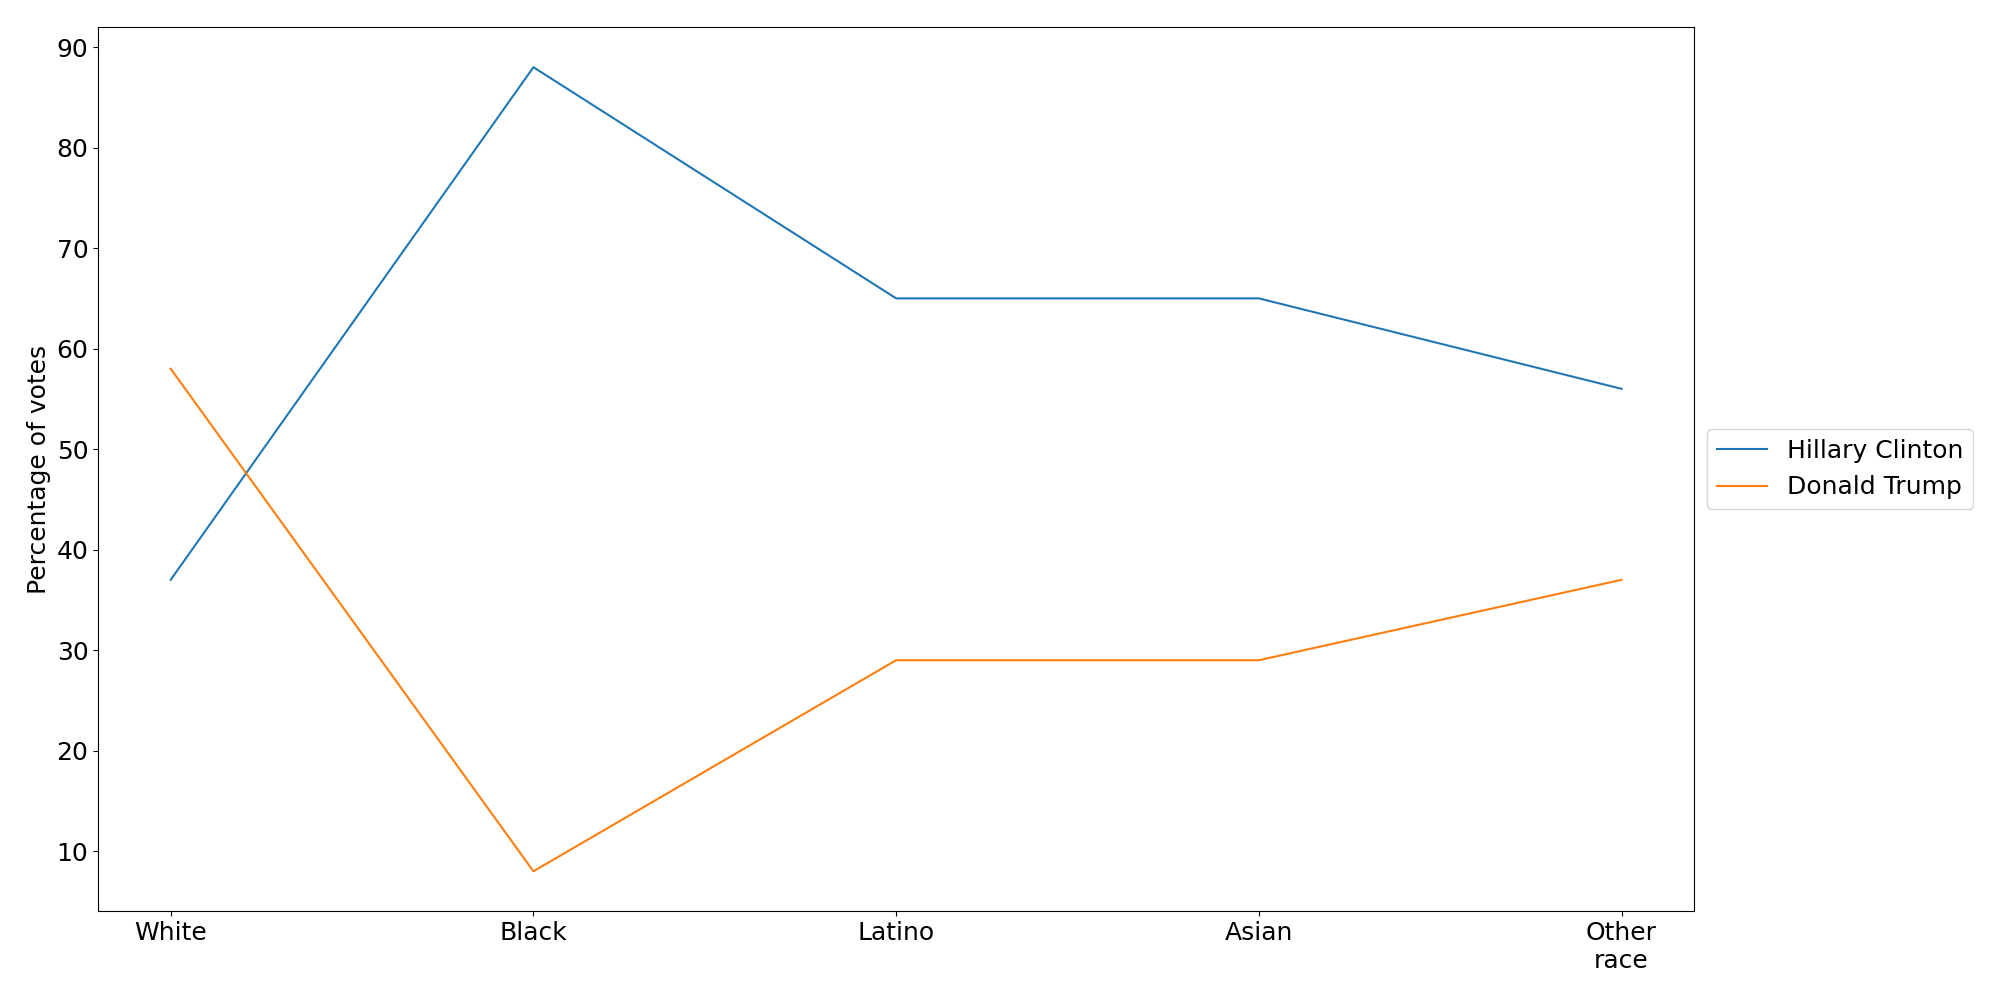 90
80
70
60
50
40
30
20
10
Percentage of votes
White
Black
Latino
Asian
Other
race
Hillary Clinton
Donald Trump